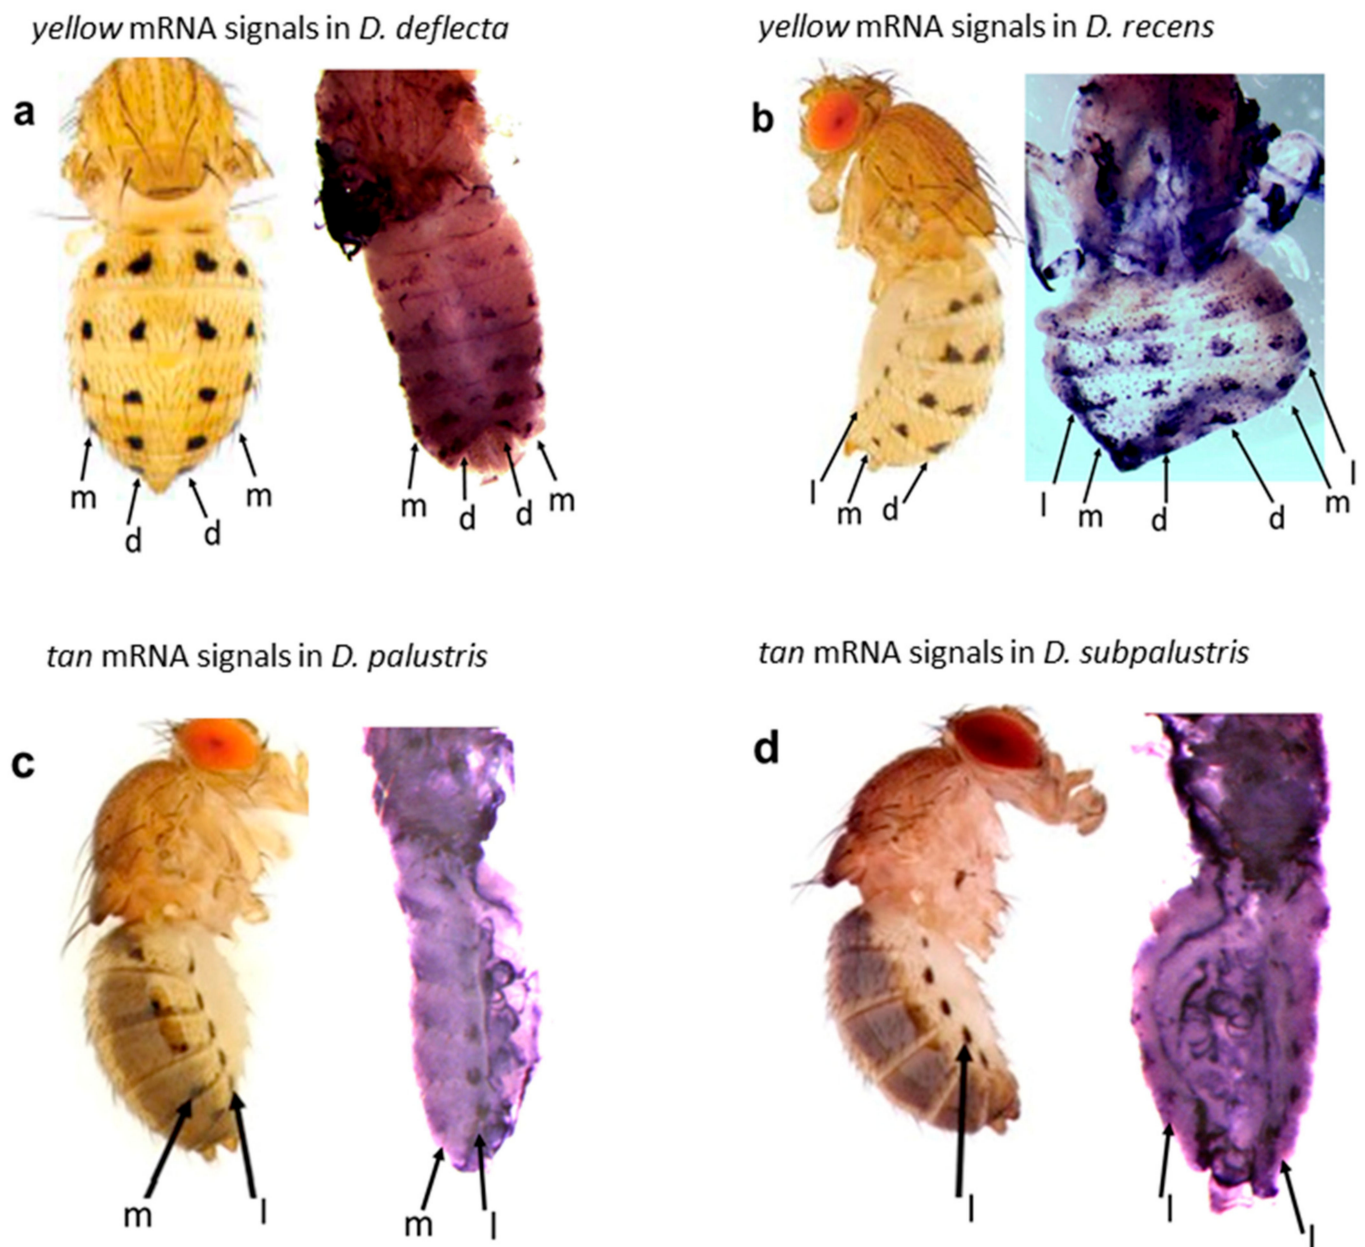 yellow mRNA signals in D. deflecta
yellow mRNA signals in D. recens
a
b
m
d
d
m
m
d
d
m
l
m
d
l
m
d
d
m
l
tan mRNA signals in D. palustris
tan mRNA signals in D. subpalustris
c
d
m
l
m
l
l
l
l